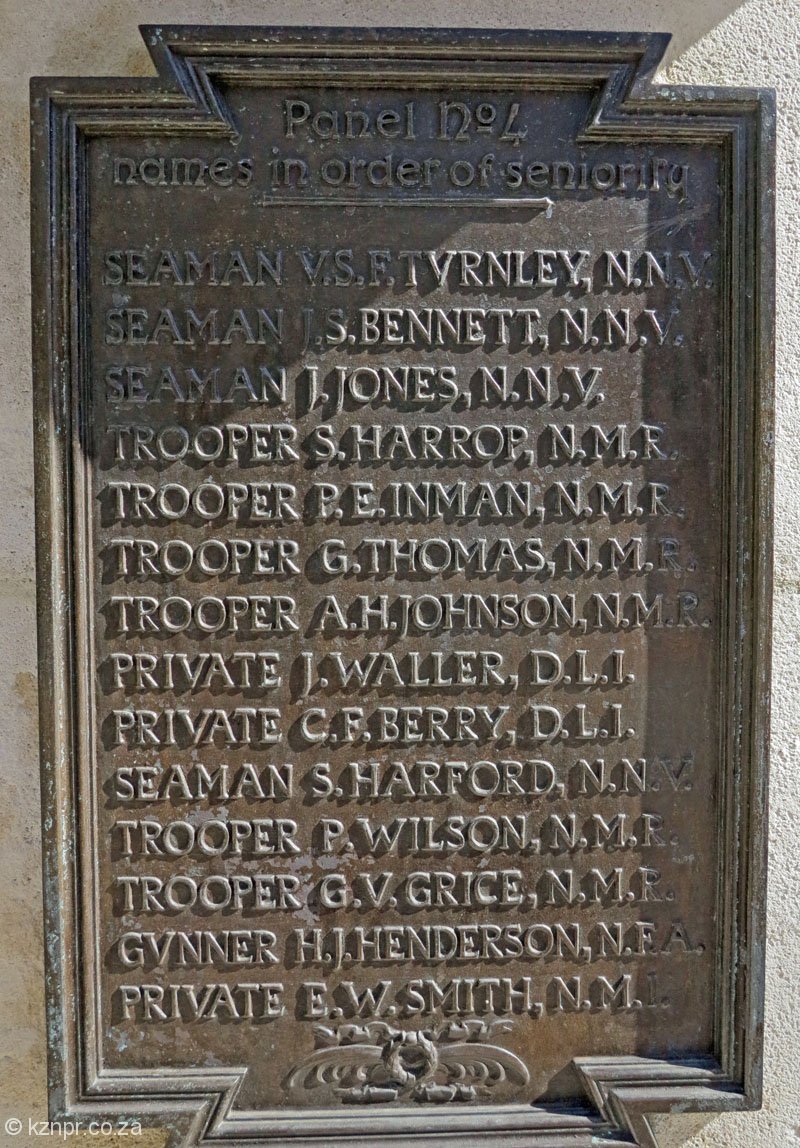 Panel No. 4
names in order of seniority
SEAMAN V.S.F. TVRNLEY, N.N.V.
SEAMAN J.S. BENNETT, N.N.V.
SEAMAN J. JONES, N.N.V.
TROOPER S. HARROP, N.M.R.
TROOPER P.E. INMAN, N.M.R.
TROOPER G. THOMAS, N.M.R.
TROOPER A.H. JOHNSON, N.M.R.
PRIVATE J. WALLER, D.L.I.
PRIVATE C.F. BERRY, D.L.I.
SEAMAN S. HARFORD, N.N.V.
TROOPER P. WILSON, N.M.R.
TROOPER G.V. GRICE, N.M.R.
GVNNER H.J. HENDERSON, N.F.A.
PRIVATE E.W. SMITH, N.M.I.
© kznpr.co.za